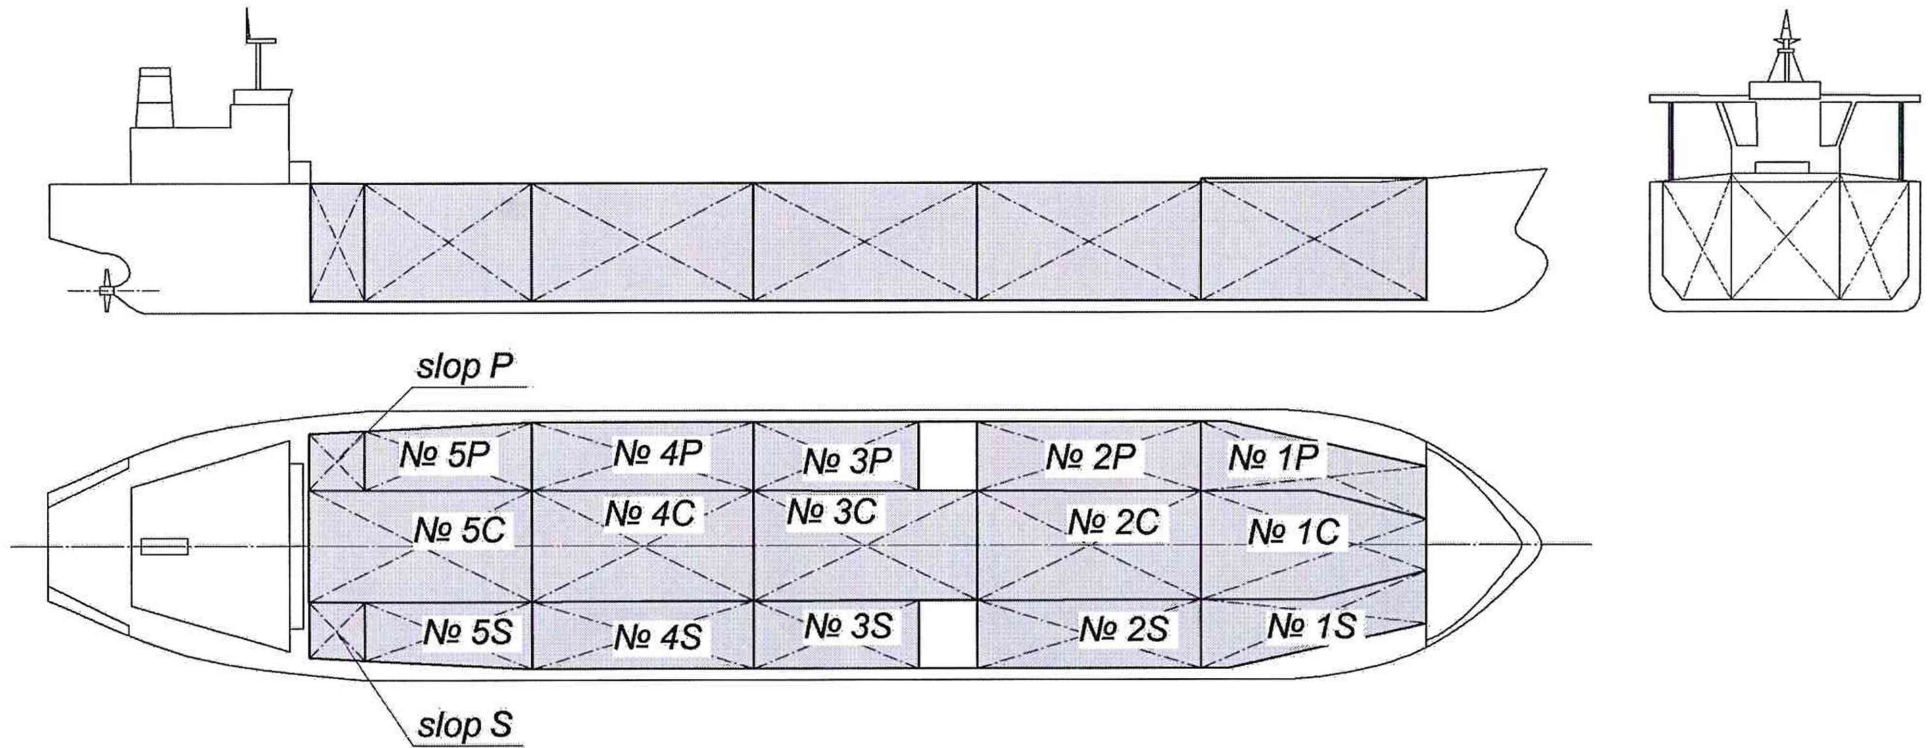 slop P
№ 5P
№ 4P
№ 3P
№ 2P
№ 1P
№ 5C
№ 4C
№ 3C
№ 2C
№ 1C
№ 5S
№ 4S
№ 3S
№ 2S
№ 1S
slop S